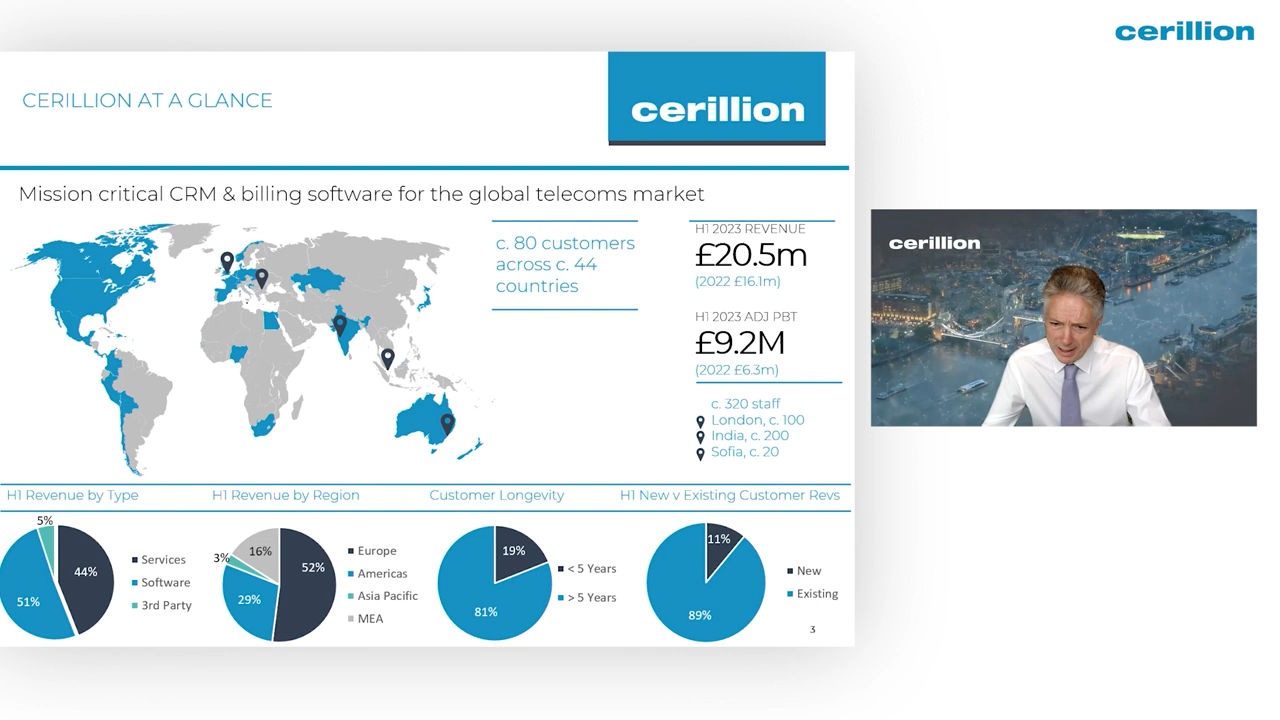 cerillion
CERILLION AT A GLANCE
cerillion
Mission critical CRM & billing software for the global telecoms market
c. 80 customers
across c. 44
countries
H1 2023 REVENUE
£20.5m
(2022 £16.1m)
H1 2023 ADJ PBT
£9.2M
(2022 £6.3m)
c. 320 staff
London, c. 100
India, c. 200
Sofia, c. 20
cerillion
H1 Revenue by Type
5%
44%
51%
Services
Software
3rd Party
H1 Revenue by Region
16%
3%
52%
29%
Europe
Americas
Asia Pacific
MEA
Customer Longevity
19%
81%
< 5 Years
> 5 Years
H1 New v Existing Customer Revs
11%
89%
New
Existing
3